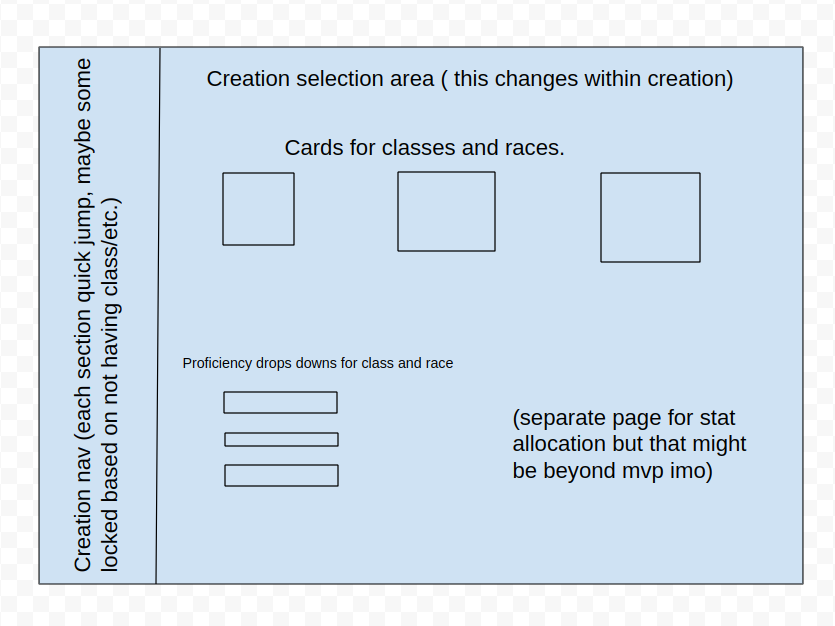 Creation nav (each section quick jump, maybe some
locked based on not having class/etc.)
Creation selection area ( this changes within creation)
Cards for classes and races.
Proficiency drops downs for class and race
(separate page for stat
allocation but that might
be beyond mvp imo)